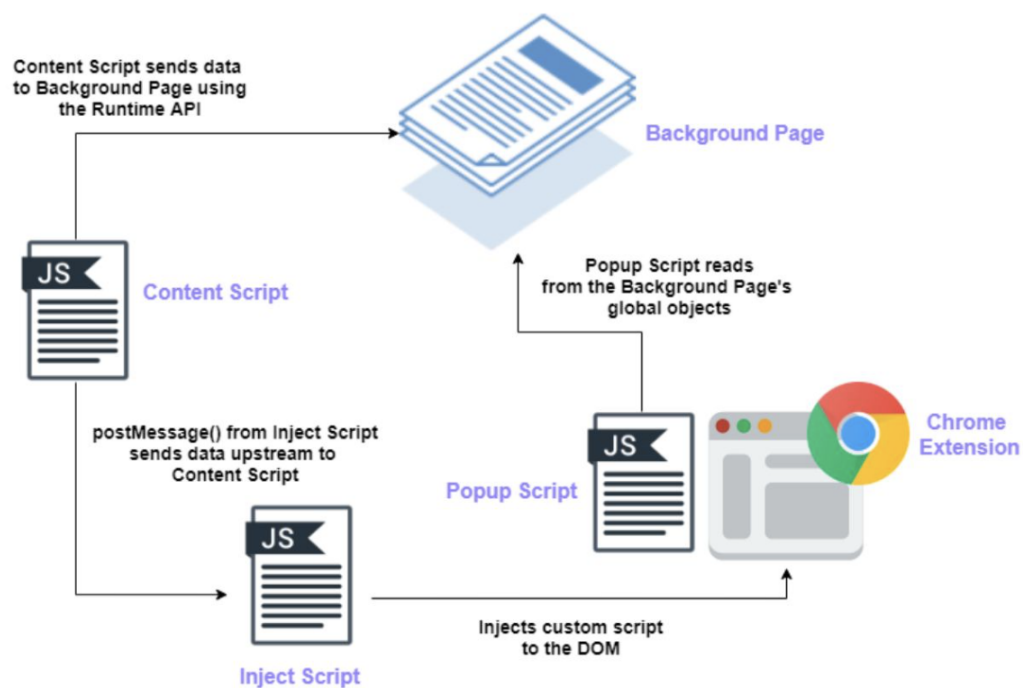 Content Script sends data
to Background Page using
the Runtime API
Background Page
JS
Content Script
Popup Script reads
from the Background Page's
global objects
postMessage() from Inject Script
sends data upstream to
Content Script
JS
Popup Script
Chrome
Extension
JS
Inject Script
Injects custom script
to the DOM